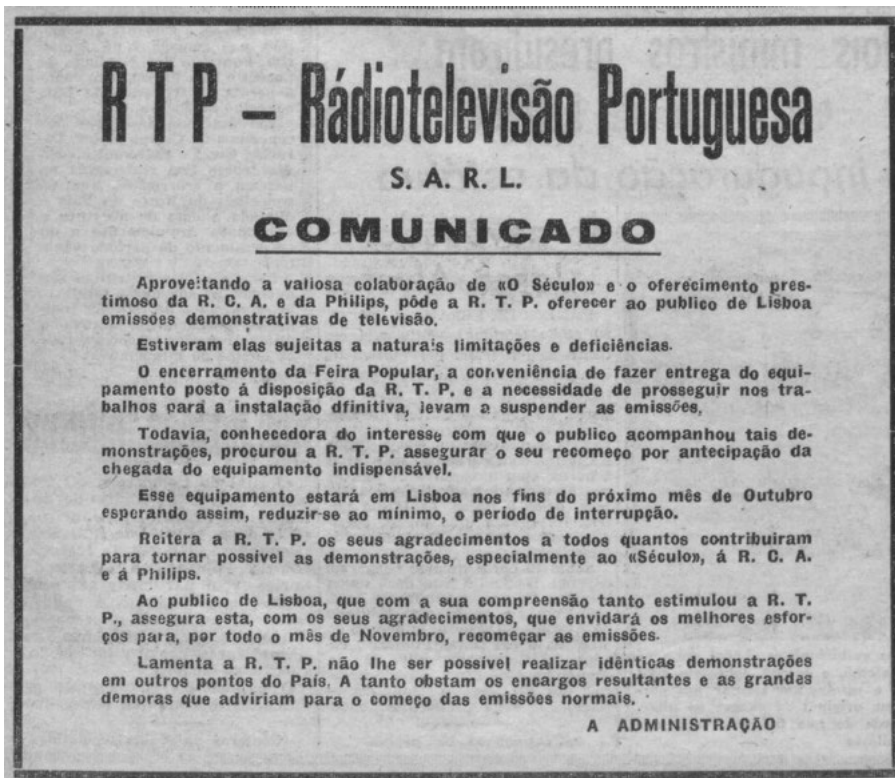 R T P – Rádiotelevisão Portuguesa
S. A. R. L.
COMUNICADO
Aproveitando a valiosa colaboração de «O Século» e o oferecimento pres-
timoso da R. C. A. e da Philips, pôde a R. T. P. oferecer ao publico de Lisboa
emissões demonstrativas de televisão.
Estiveram elas sujeitas a naturais limitações e deficiências.
O encerramento da Feira Popular, a conveniência de fazer entrega do equi-
pamento posto á disposição da R. T. P. e a necessidade de prosseguir nos tra-
balhos para a instalação dfinitiva, levam a suspender as emissões.
Todavia, conhecedora do interesse com que o publico acompanhou tais de-
monstrações, procurou a R. T. P. assegurar o seu recomeço por antecipação da
chegada do equipamento indispensável.
Esse equipamento estará em Lisboa nos fins do próximo mês de Outubro
esperando assim, reduzir-se ao mínimo, o período de interrupção.
Reitera a R. T. P. os seus agradecimentos a todos quantos contribuiram
para tornar possível as demonstrações, especialmente ao «Século», á R. C. A.
e á Philips.
Ao publico de Lisboa, que com a sua compreensão tanto estimulou a R. T.
P., assegura esta, com os seus agradecimentos, que envidará os melhores esfor-
ços para, por todo o mês de Novembro, recomeçar as emissões.
Lamenta a R. T. P. não lhe ser possível realizar idênticas demonstrações
em outros pontos do País. A tanto obstam os encargos resultantes e as grandes
demoras que adviriam para o começo das emissões normais.
A ADMINISTRAÇÃO